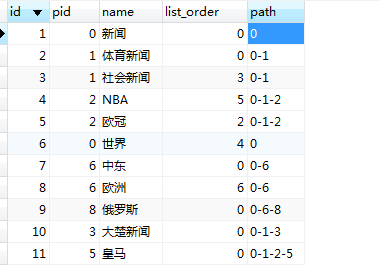 id pid name list_order path
1 0 新闻 0 0
2 1 体育新闻 0 0-1
3 1 社会新闻 3 0-1
4 2 NBA 5 0-1-2
5 2 欧冠 2 0-1-2
6 0 世界 4 0
7 6 中东 0 0-6
8 6 欧洲 6 0-6
9 8 俄罗斯 0 0-6-8
10 3 大楚新闻 0 0-1-3
11 5 皇马 0 0-1-2-5